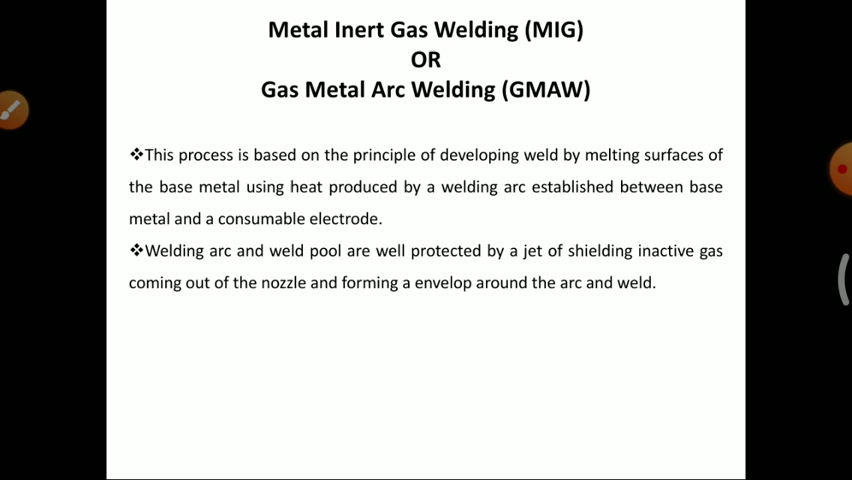 Metal Inert Gas Welding (MIG)
OR
Gas Metal Arc Welding (GMAW)
❖This process is based on the principle of developing weld by melting surfaces of
the base metal using heat produced by a welding arc established between base
metal and a consumable electrode.
❖Welding arc and weld pool are well protected by a jet of shielding inactive gas
coming out of the nozzle and forming a envelop around the arc and weld.